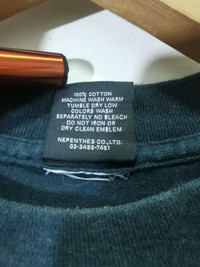 100% COTTON
MACHINE WASH WARM
TUMBLE DRY LOW
COLORS WASH
SEPARATELY NO BLEACH
DO NOT IRON OR
DRY CLEAN EMBLEM
NEPENTHES CO.,LTD.
03-3498-7451